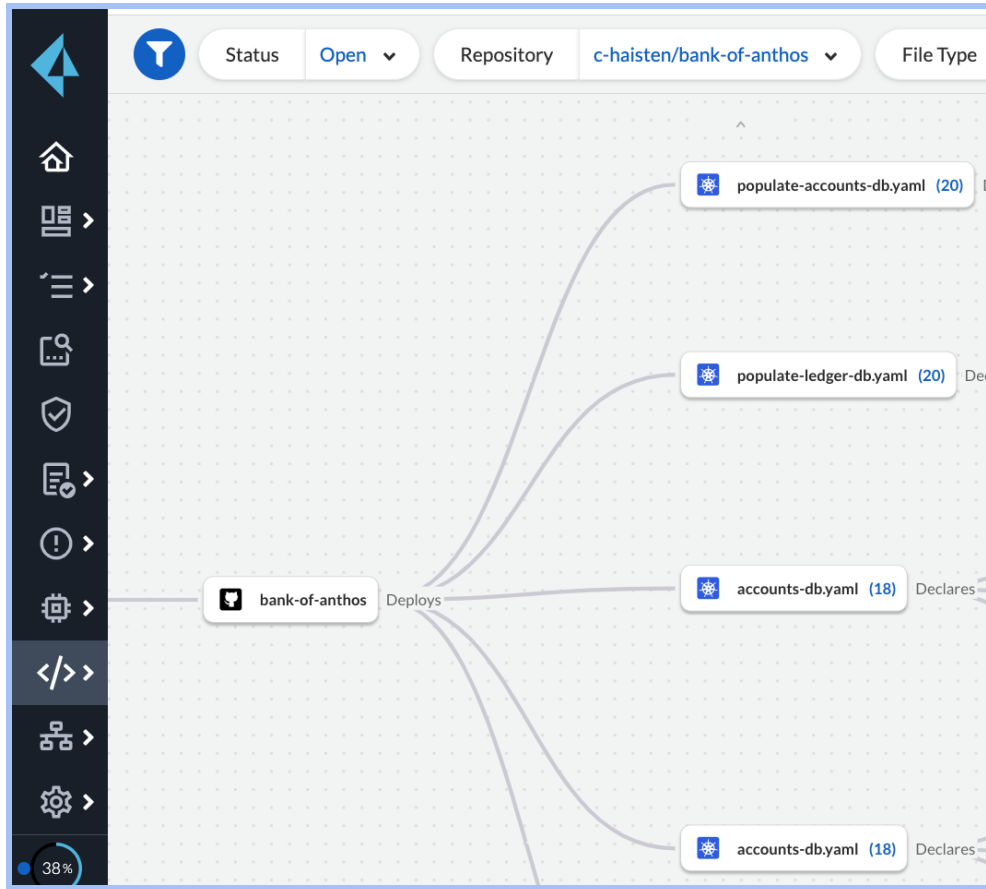 Status Open Repository c-haisten/bank-of-anthos File Type
populate-accounts-db.yaml (20)
populate-ledger-db.yaml (20)
accounts-db.yaml (18) Declares
bank-of-anthos Deploys
accounts-db.yaml (18) Declares
38%